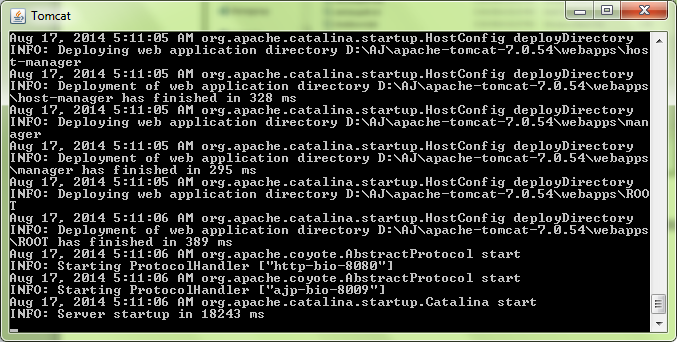 Tomcat
Aug 17, 2014 5:11:05 AM org.apache.catalina.startup.HostConfig deployDirectory
INFO: Deploying web application directory D:\AJ\apache-tomcat-7.0.54\webapps\hos
t-manager
Aug 17, 2014 5:11:05 AM org.apache.catalina.startup.HostConfig deployDirectory
INFO: Deployment of web application directory D:\AJ\apache-tomcat-7.0.54\webapps
\host-manager has finished in 328 ms
Aug 17, 2014 5:11:05 AM org.apache.catalina.startup.HostConfig deployDirectory
INFO: Deploying web application directory D:\AJ\apache-tomcat-7.0.54\webapps\man
ager
Aug 17, 2014 5:11:05 AM org.apache.catalina.startup.HostConfig deployDirectory
INFO: Deployment of web application directory D:\AJ\apache-tomcat-7.0.54\webapps
\manager has finished in 295 ms
Aug 17, 2014 5:11:05 AM org.apache.catalina.startup.HostConfig deployDirectory
INFO: Deploying web application directory D:\AJ\apache-tomcat-7.0.54\webapps\ROO
T
Aug 17, 2014 5:11:06 AM org.apache.catalina.startup.HostConfig deployDirectory
INFO: Deployment of web application directory D:\AJ\apache-tomcat-7.0.54\webapps
\ROOT has finished in 389 ms
Aug 17, 2014 5:11:06 AM org.apache.coyote.AbstractProtocol start
INFO: Starting ProtocolHandler ["http-bio-8080"]
Aug 17, 2014 5:11:06 AM org.apache.coyote.AbstractProtocol start
INFO: Starting ProtocolHandler ["ajp-bio-8009"]
Aug 17, 2014 5:11:06 AM org.apache.catalina.startup.Catalina start
INFO: Server startup in 18243 ms